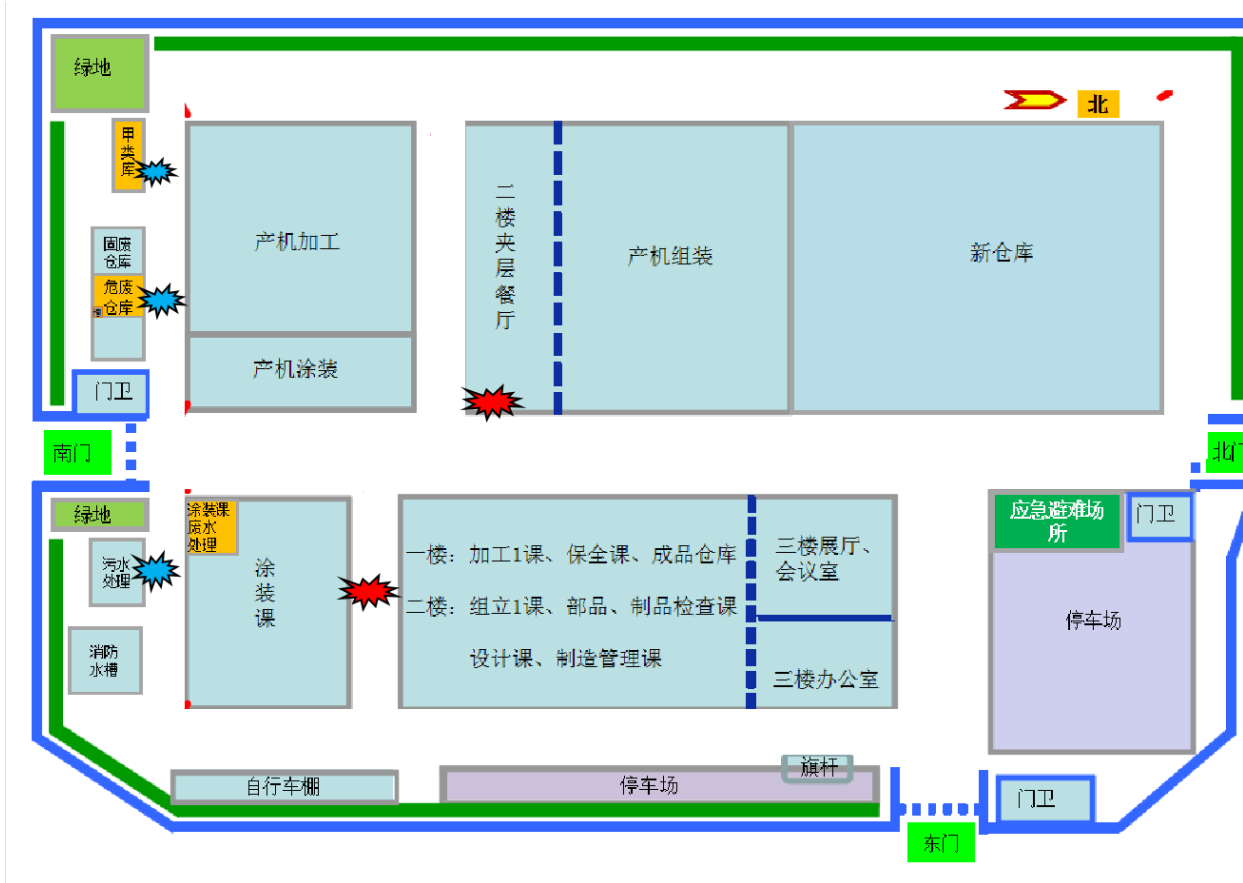 绿地
北
甲
类
库
二
楼
夹
层
餐
厅
产机加工
产机组装
新仓库
固废
仓库
危废
仓库
产机涂装
门卫
南门
北门
绿地
涂装课
废水
处理
应急避难场
所
门卫
污水
处理
涂
装
课
一楼：加工1课、保全课、成品仓库
二楼：组立1课、部品、制品检查课
设计课、制造管理课
三楼展厅、
会议室
三楼办公室
停车场
消防
水槽
自行车棚
停车场
旗杆
门卫
东门